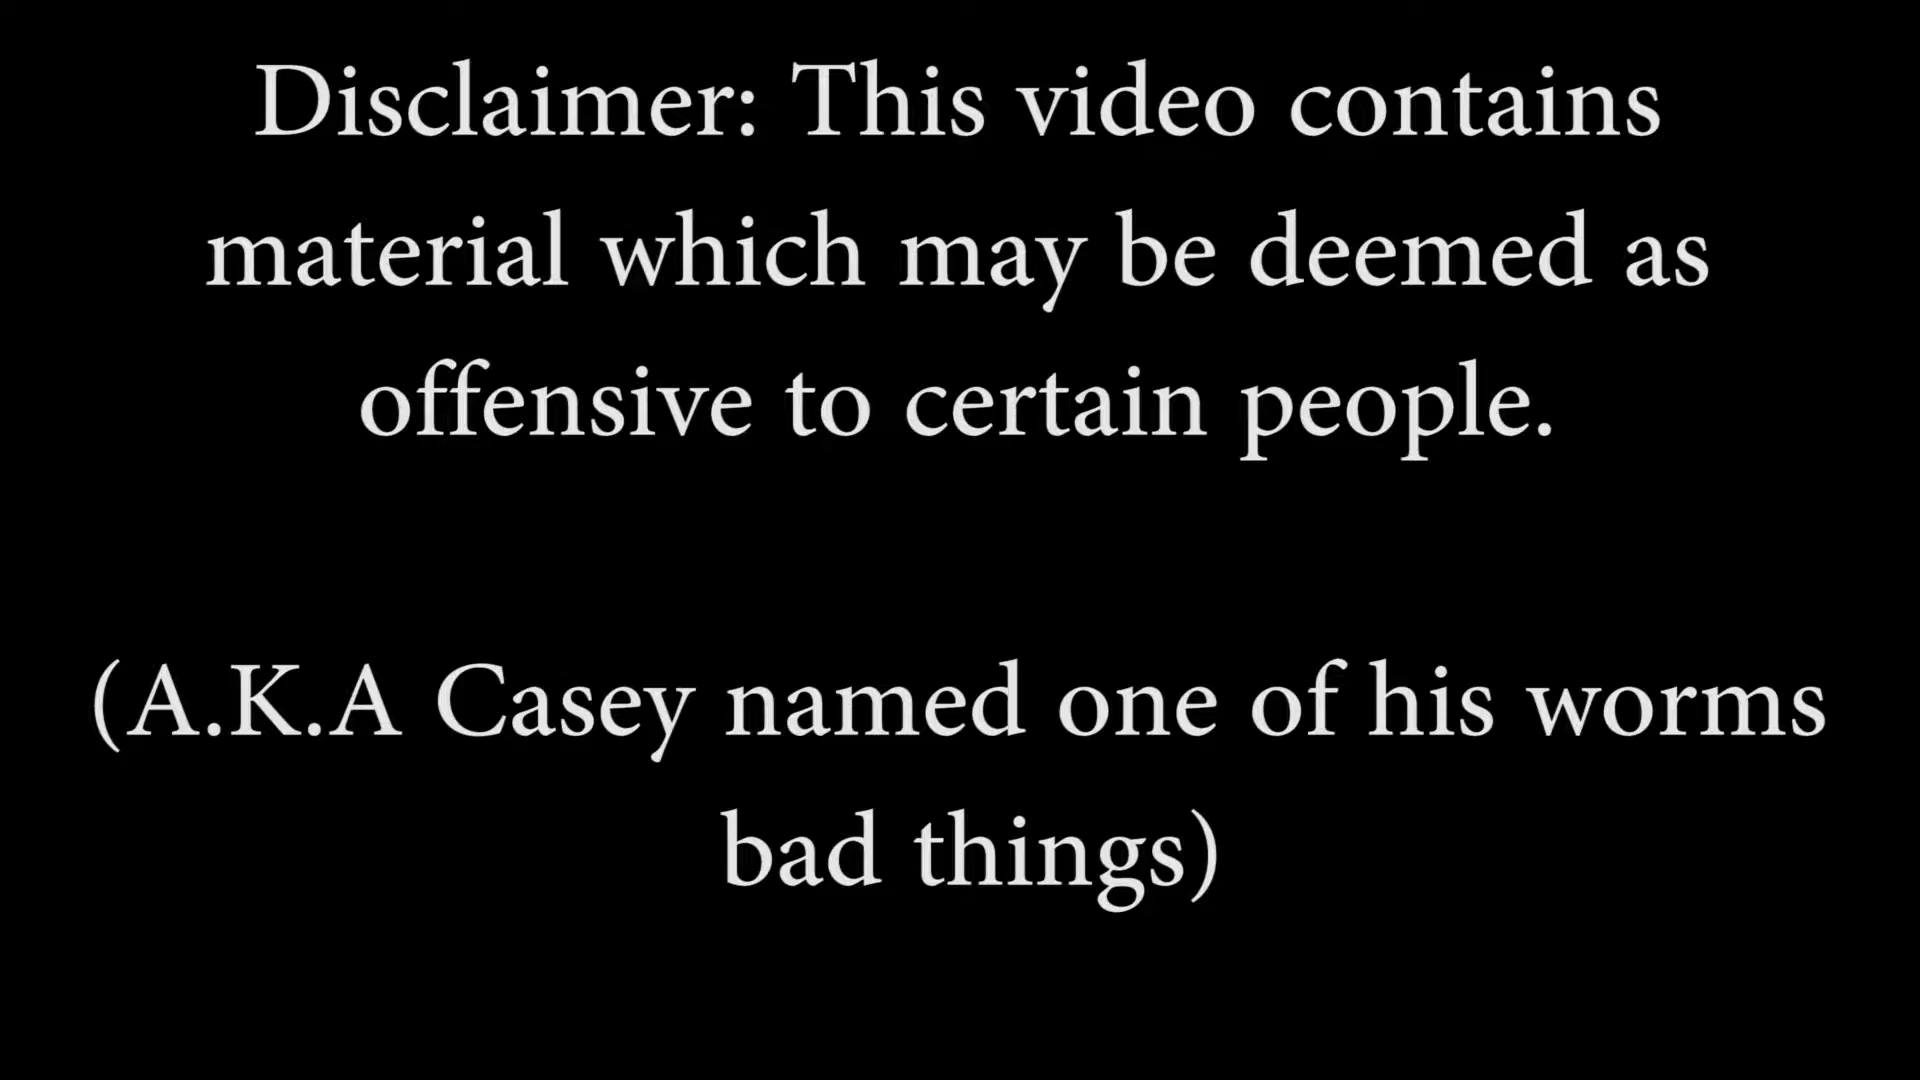 Disclaimer: This video contains
material which may be deemed as
offensive to certain people.
(A.K.A Casey named one of his worms
bad things)